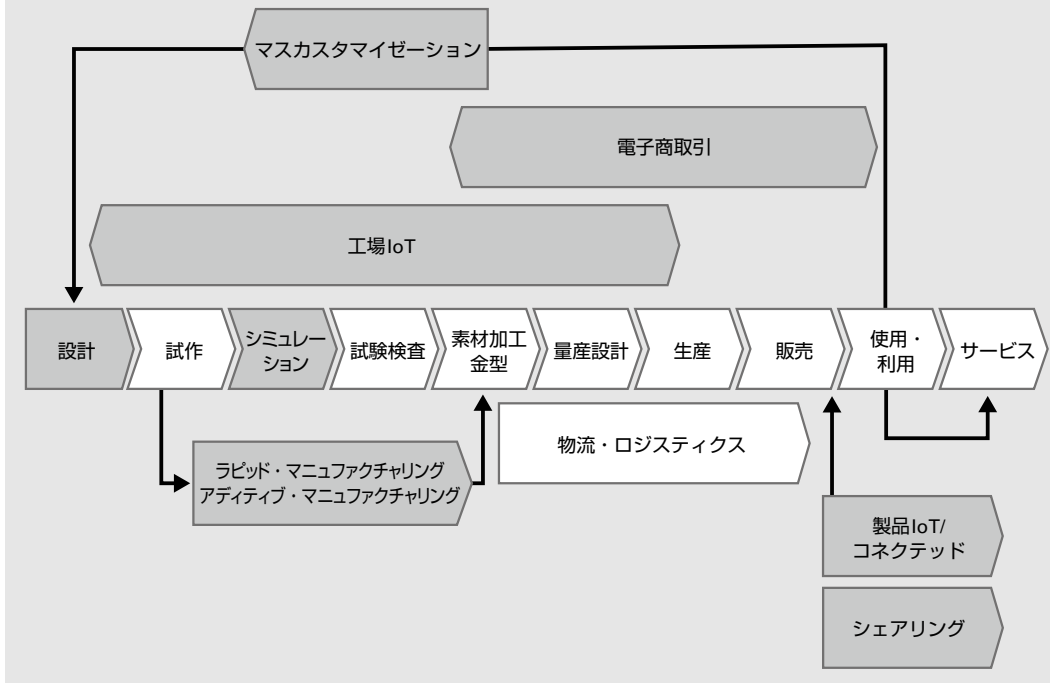 マスカスタマイゼーション
電子商取引
工場IoT
設計
試作
シミュレー
ション
試験検査
素材加工
金型
量産設計
生産
販売
使用・
利用
サービス
物流・ロジスティクス
ラピッド・マニュファクチャリング
アディティブ・マニュファクチャリング
製品IoT/
コネクテッド
シェアリング